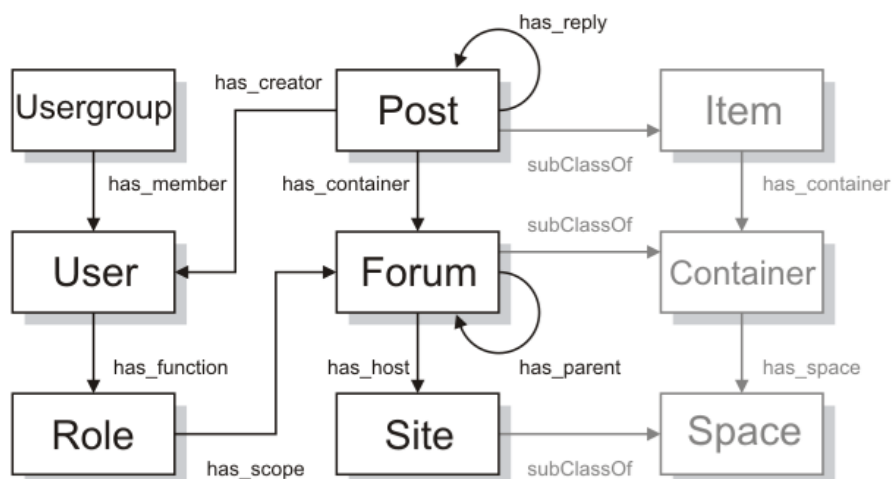 has_reply
has_creator
Usergroup
Post
Item
subClassOf
has_member
has_container
has_container
subClassOf
User
Forum
Container
has_function
has_host
has_parent
has_space
Role
Site
Space
has_scope
subClassOf